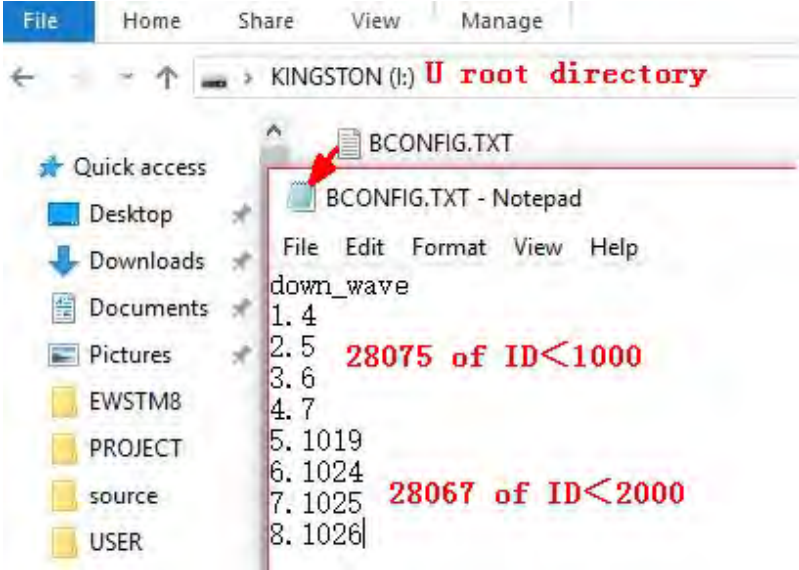 File Home Share View Manage
KINGSTON (I:) U root directory
BCONFIG.TXT
Quick access
Desktop
Downloads
Documents
Pictures
EWSTM8
PROJECT
source
USER
BCONFIG.TXT - Notepad
File Edit Format View Help
down_wave
1.4
2.5
3.6
4.7
28075 of ID<1000
5.1019
6.1024
7.1025
8.1026
28067 of ID<2000